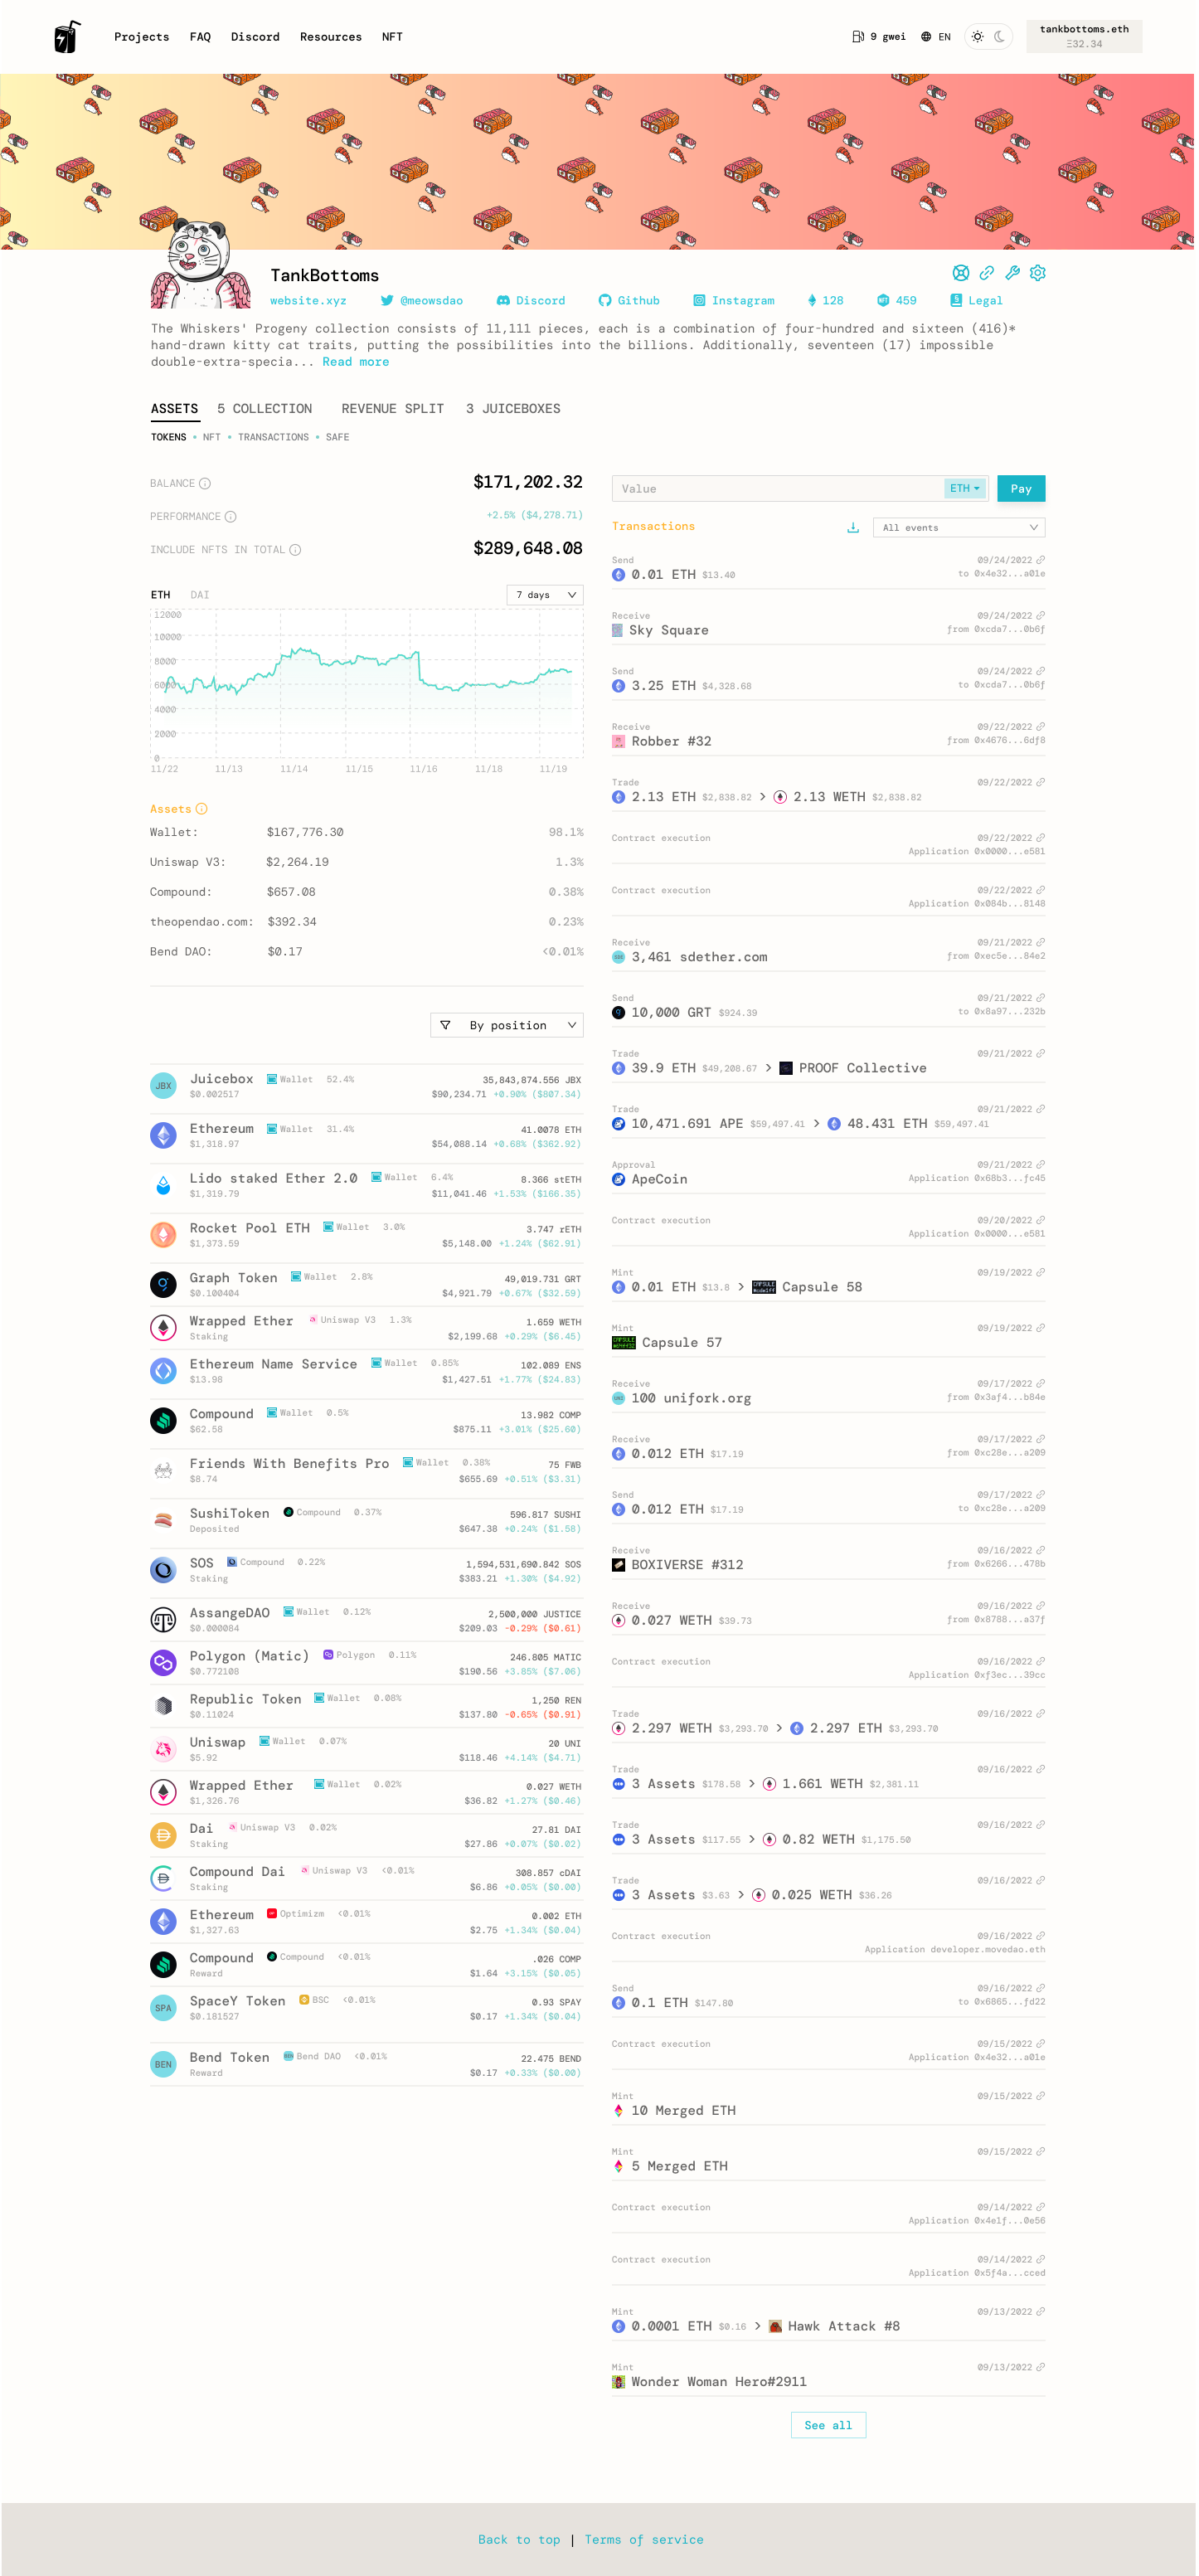 Projects FAQ Discord Resources NFT
9 gwei EN
tankbottoms.eth
Ξ32.34
TankBottoms
website.xyz @meowsdao Discord Github Instagram 128 459 Legal
The Whiskers' Progeny collection consists of 11,111 pieces, each is a combination of four-hundred and sixteen (416)*
hand-drawn kitty cat traits, putting the possibilities into the billions. Additionally, seventeen (17) impossible
double-extra-specia... Read more
ASSETS 5 COLLECTION REVENUE SPLIT 3 JUICEBOXES
TOKENS • NFT • TRANSACTIONS • SAFE
BALANCE $171,202.32
PERFORMANCE +2.5% ($4,278.71)
INCLUDE NFTS IN TOTAL $289,648.08
ETH DAI 7 days
12000
10000
8000
6000
4000
2000
0
11/22 11/13 11/14 11/15 11/16 11/18 11/19
Assets
Wallet: $167,776.30 98.1%
Uniswap V3: $2,264.19 1.3%
Compound: $657.08 0.38%
theopendao.com: $392.34 0.23%
Bend DAO: $0.17 <0.01%
By position
JBX Juicebox Wallet 52.4% 35,843,874.556 JBX
$0.002517 $90,234.71 +0.90% ($807.34)
Ethereum Wallet 31.4% 41.0078 ETH
$1,318.97 $54,088.14 +0.68% ($362.92)
Lido staked Ether 2.0 Wallet 6.4% 8.366 stETH
$1,319.79 $11,041.46 +1.53% ($166.35)
Rocket Pool ETH Wallet 3.0% 3.747 rETH
$1,373.59 $5,148.00 +1.24% ($62.91)
Graph Token Wallet 2.8% 49,019.731 GRT
$0.100404 $4,921.79 +0.67% ($32.59)
Wrapped Ether Uniswap V3 1.3% 1.659 WETH
Staking $2,199.68 +0.29% ($6.45)
Ethereum Name Service Wallet 0.85% 102.089 ENS
$13.98 $1,427.51 +1.77% ($24.83)
Compound Wallet 0.5% 13.982 COMP
$62.58 $875.11 +3.01% ($25.60)
Friends With Benefits Pro Wallet 0.38% 75 FWB
$8.74 $655.69 +0.51% ($3.31)
SushiToken Compound 0.37% 596.817 SUSHI
Deposited $647.38 +0.24% ($1.58)
SOS Compound 0.22% 1,594,531,690.842 SOS
Staking $383.21 +1.30% ($4.92)
AssangeDAO Wallet 0.12% 2,500,000 JUSTICE
$0.000084 $209.03 -0.29% ($0.61)
Polygon (Matic) Polygon 0.11% 246.805 MATIC
$0.772108 $190.56 +3.85% ($7.06)
Republic Token Wallet 0.08% 1,250 REN
$0.11024 $137.80 -0.65% ($0.91)
Uniswap Wallet 0.07% 20 UNI
$5.92 $118.46 +4.14% ($4.71)
Wrapped Ether Wallet 0.02% 0.027 WETH
$1,326.76 $36.82 +1.27% ($0.46)
Dai Uniswap V3 0.02% 27.81 DAI
Staking $27.86 +0.07% ($0.02)
Compound Dai Uniswap V3 <0.01% 308.857 cDAI
Staking $6.86 +0.05% ($0.00)
Ethereum Optimizm <0.01% 0.002 ETH
$1,327.63 $2.75 +1.34% ($0.04)
Compound Compound <0.01% .026 COMP
Reward $1.64 +3.15% ($0.05)
SPA SpaceY Token BSC <0.01% 0.93 SPAY
$0.181527 $0.17 +1.34% ($0.04)
BEN Bend Token Bend DAO <0.01% 22.475 BEND
Reward $0.17 +0.33% ($0.00)
Value ETH Pay
Transactions All events
Send 09/24/2022
0.01 ETH $13.40 to 0x4e32...a01e
Receive 09/24/2022
Sky Square from 0xcda7...0b6f
Send 09/24/2022
3.25 ETH $4,328.68 to 0xcda7...0b6f
Receive 09/22/2022
Robber #32 from 0x4676...6df8
Trade 09/22/2022
2.13 ETH $2,838.82 > 2.13 WETH $2,838.82
Contract execution 09/22/2022
Application 0x0000...e581
Contract execution 09/22/2022
Application 0x084b...8148
Receive 09/21/2022
3,461 sdether.com from 0xec5e...84e2
Send 09/21/2022
10,000 GRT $924.39 to 0x8a97...232b
Trade 09/21/2022
39.9 ETH $49,208.67 > PROOF Collective
Trade 09/21/2022
10,471.691 APE $59,497.41 > 48.431 ETH $59,497.41
Approval 09/21/2022
ApeCoin Application 0x68b3...fc45
Contract execution 09/20/2022
Application 0x0000...e581
Mint 09/19/2022
0.01 ETH $13.8 > Capsule 58
Mint 09/19/2022
Capsule 57
Receive 09/17/2022
100 unifork.org from 0x3af4...b84e
Receive 09/17/2022
0.012 ETH $17.19 from 0xc28e...a209
Send 09/17/2022
0.012 ETH $17.19 to 0xc28e...a209
Receive 09/16/2022
BOXIVERSE #312 from 0x6266...478b
Receive 09/16/2022
0.027 WETH $39.73 from 0x8788...a37f
Contract execution 09/16/2022
Application 0xf3ec...39cc
Trade 09/16/2022
2.297 WETH $3,293.70 > 2.297 ETH $3,293.70
Trade 09/16/2022
3 Assets $178.58 > 1.661 WETH $2,381.11
Trade 09/16/2022
3 Assets $117.55 > 0.82 WETH $1,175.50
Trade 09/16/2022
3 Assets $3.63 > 0.025 WETH $36.26
Contract execution 09/16/2022
Application developer.movedao.eth
Send 09/16/2022
0.1 ETH $147.80 to 0x6865...fd22
Contract execution 09/15/2022
Application 0x4e32...a01e
Mint 09/15/2022
10 Merged ETH
Mint 09/15/2022
5 Merged ETH
Contract execution 09/14/2022
Application 0x4e1f...0e56
Contract execution 09/14/2022
Application 0x5f4a...cced
Mint 09/13/2022
0.0001 ETH $0.16 > Hawk Attack #8
Mint 09/13/2022
Wonder Woman Hero#2911
See all
Back to top | Terms of service